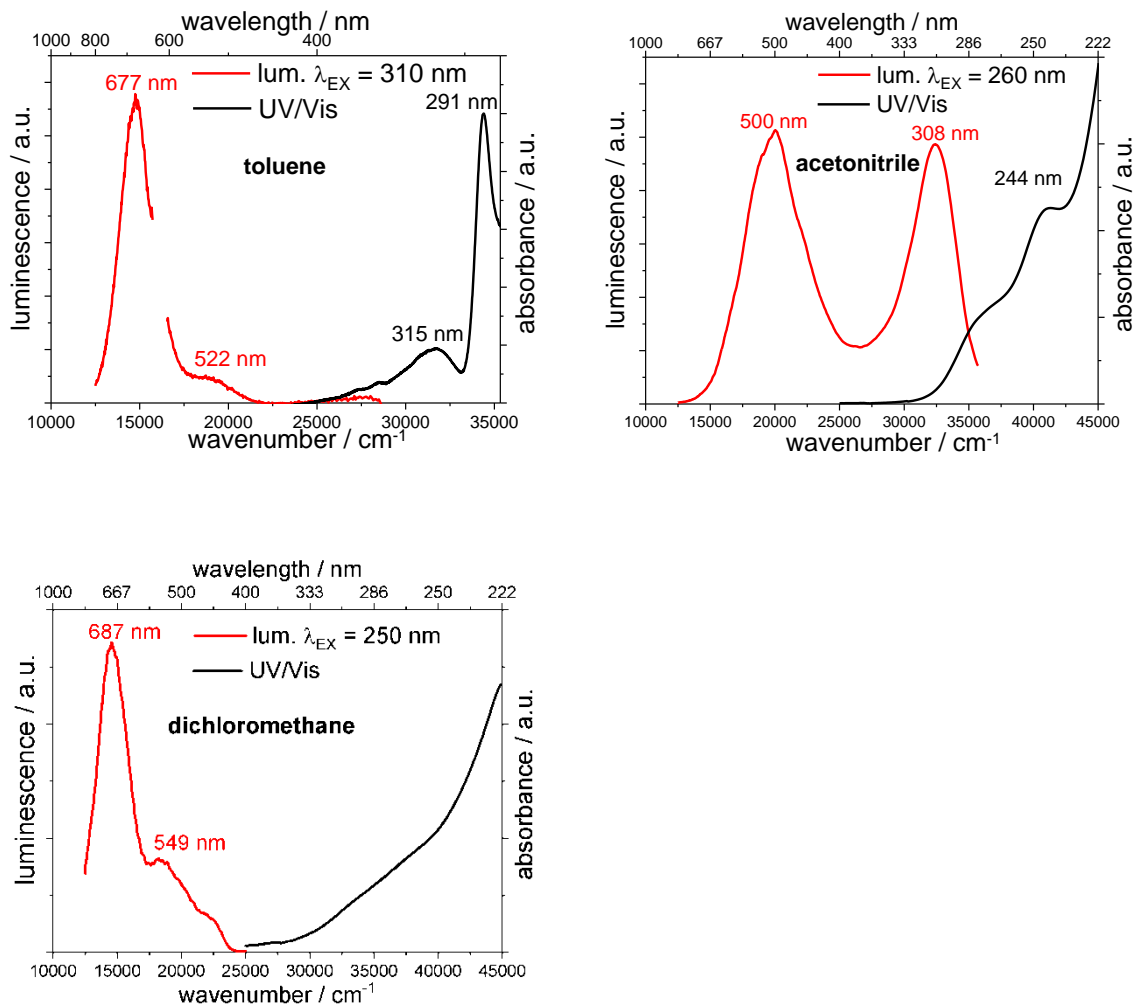 wavelength / nm
1000 800 600 400
677 nm
lum. λEX = 310 nm
UV/Vis
291 nm
toluene
315 nm
522 nm
luminescence / a.u.
absorbance / a.u.
10000 15000 20000 25000 30000 35000
wavenumber / cm-1
wavelength / nm
1000 667 500 400 333 286 250 222
lum. λEX = 260 nm
UV/Vis
500 nm
308 nm
acetonitrile
244 nm
luminescence / a.u.
absorbance / a.u.
10000 15000 20000 25000 30000 35000 40000 45000
wavenumber / cm-1
wavelength / nm
1000 667 500 400 333 286 250 222
687 nm
lum. λEX = 250 nm
UV/Vis
dichloromethane
549 nm
luminescence / a.u.
absorbance / a.u.
10000 15000 20000 25000 30000 35000 40000 45000
wavenumber / cm-1